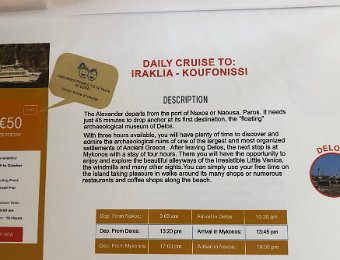 DAILY CRUISE TO:
IRAKLIA - KOUFONISSI
DESCRIPTION
The Alexander departs from the port of Naxos or Naousa, Paros. It needs
just 45 minutes to drop anchor at its first destination, the "floating"
archaeological museum of Delos.
With three hours available, you will have plenty of time to discover and
admire the archaeological ruins of one of the largest and most organized
settlements of Ancient Greece. After leaving Delos, the next stop is at
Mykonos with a stay of four hours. There you will have the opportunity to
enjoy and explore the beautiful alleyways of the irresistible Little Venice,
the windmills and many other sights.You can simply use your free time on
the island taking pleasure in walks around its many shops or numerous
restaurants and coffee shops along the beach.
Dep. From Naxos: 9:00 am Arrival in Delos: 10:30 am
Dep. From Delos: 13:20 pm Arrival in Mykonos: 13:45 pm
Dep. From Mykonos: 17:00 pm Arrival in Naxos: 19:00 pm
€50
PER PERSON
DELO